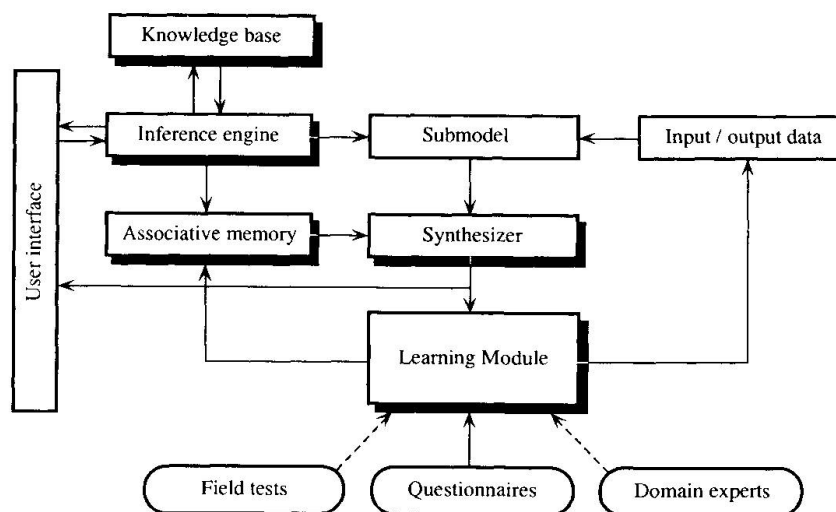 Knowledge base
Inference engine
Submodel
Input / output data
User interface
Associative memory
Synthesizer
Learning Module
Field tests
Questionnaires
Domain experts